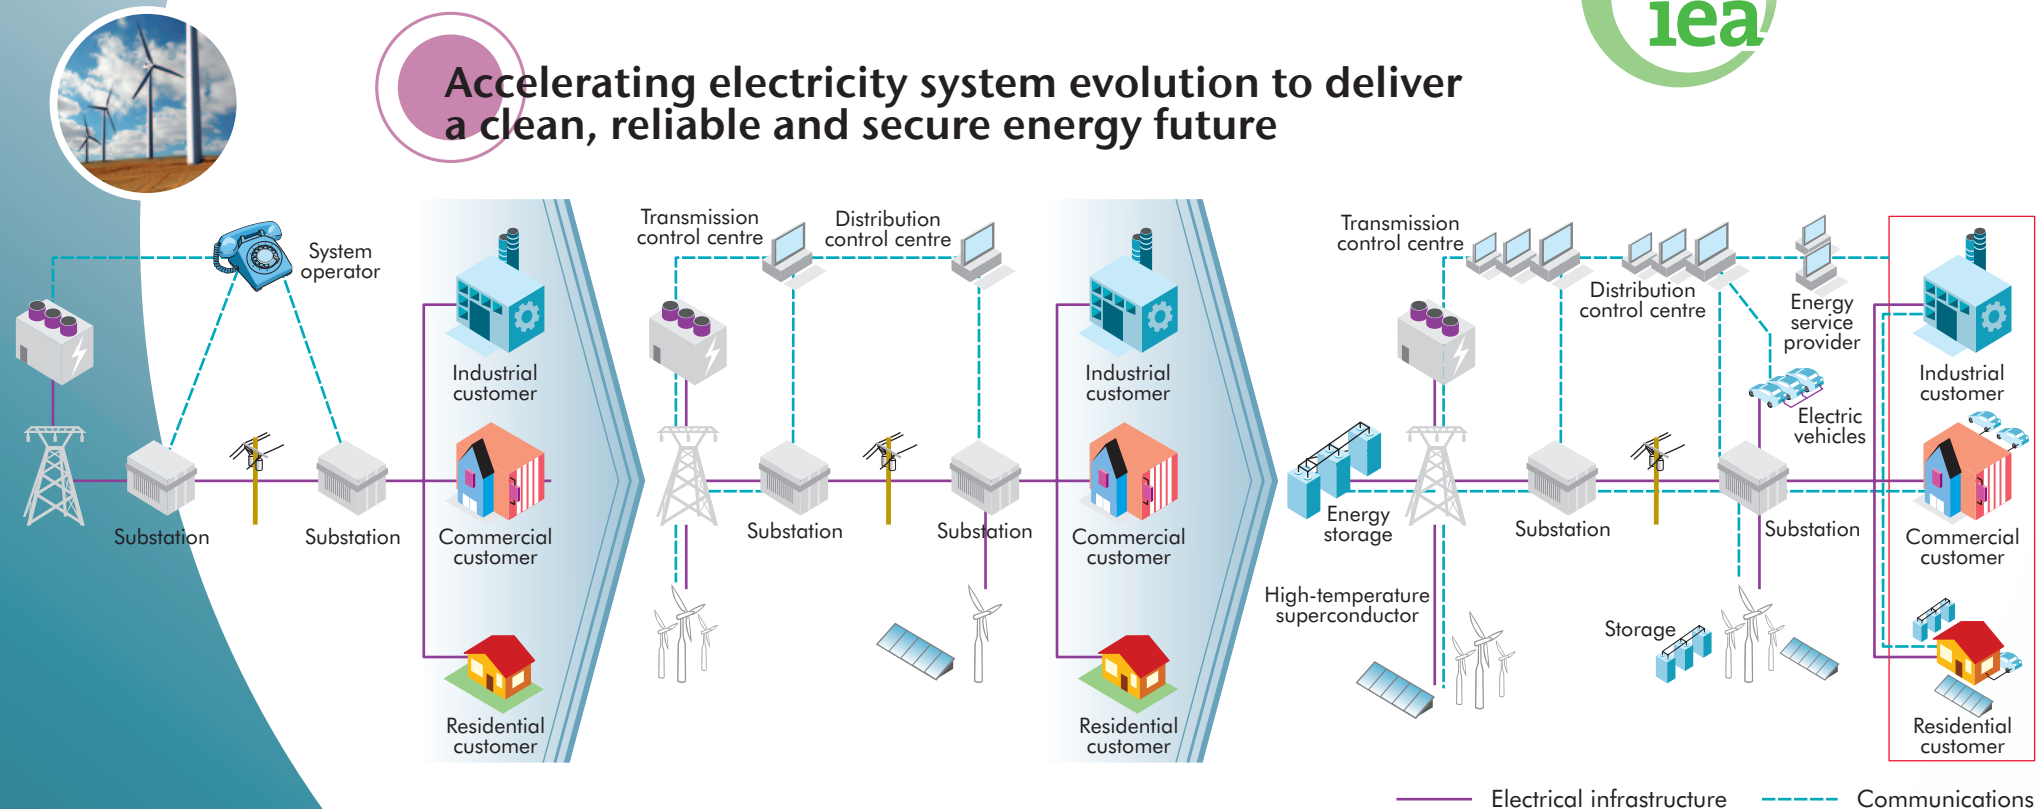 iea
Accelerating electricity system evolution to deliver
a clean, reliable and secure energy future
System
operator
Substation
Substation
Industrial
customer
Commercial
customer
Residential
customer
Transmission
control centre
Distribution
control centre
Substation
Substation
Industrial
customer
Commercial
customer
Residential
customer
Transmission
control centre
Distribution
control centre
Energy
service
provider
Electric
vehicles
Energy
storage
Substation
Substation
High-temperature
superconductor
Storage
Industrial
customer
Commercial
customer
Residential
customer
Electrical infrastructure
Communications